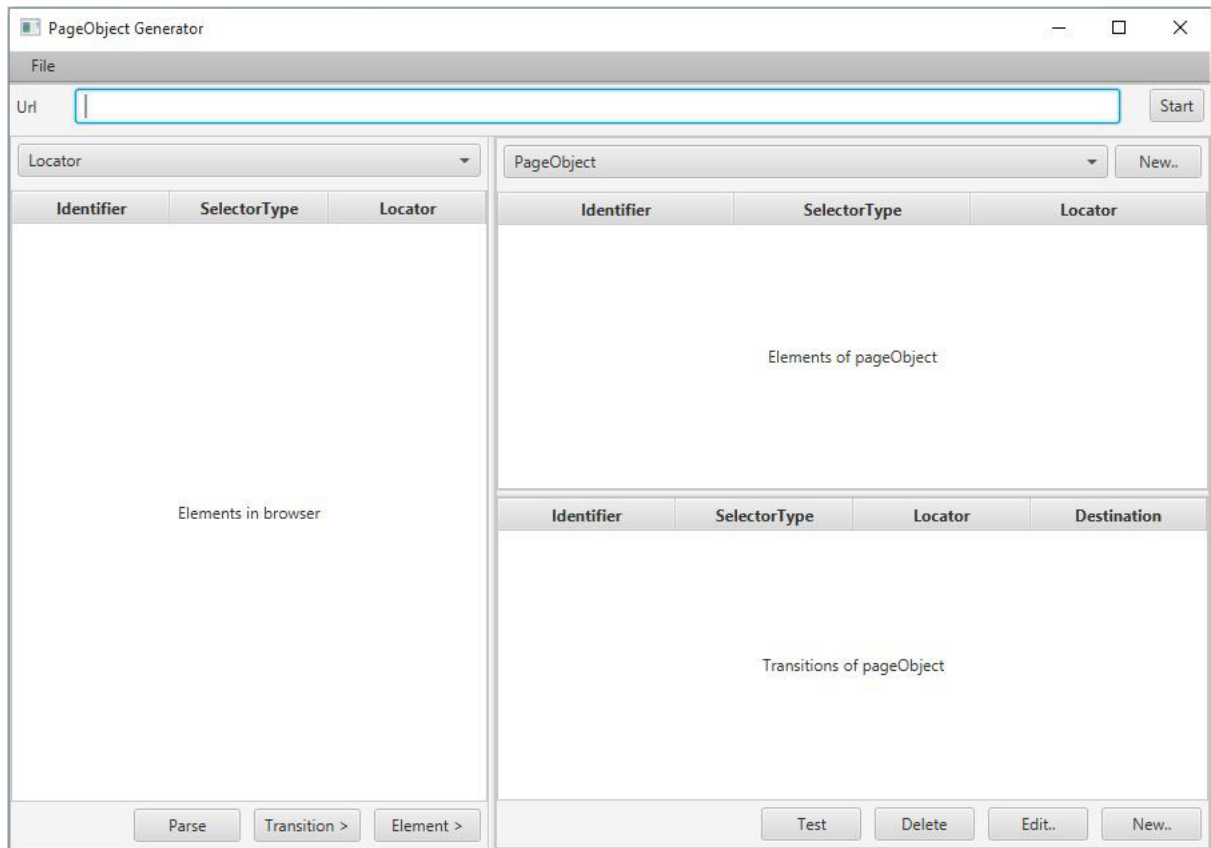 PageObject Generator
File
Url
Start
Locator
PageObject
New..
Identifier SelectorType Locator
Identifier SelectorType Locator
Elements of pageObject
Elements in browser
Identifier SelectorType Locator Destination
Transitions of pageObject
Parse Transition > Element >
Test Delete Edit.. New..